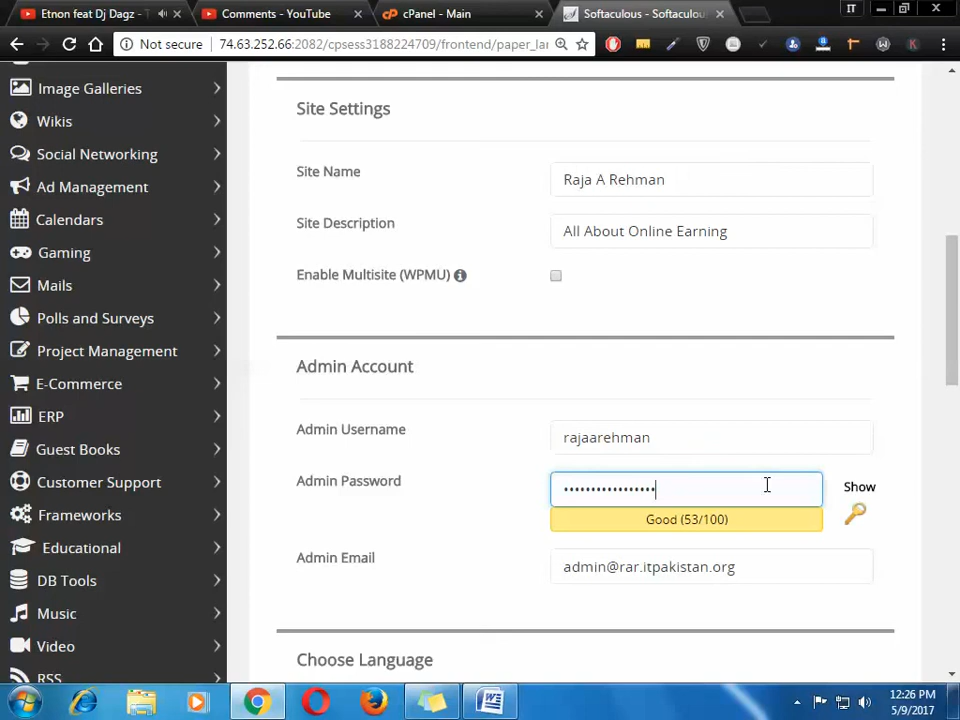 Etnon feat Dj Dagz - T
Comments - YouTube
cPanel - Main
Softaculous - Softaculou
IT
Not secure
74.63.252.66:2082/cpsess3188224709/frontend/paper_la
Image Galleries
Wikis
Social Networking
Ad Management
Calendars
Gaming
Mails
Polls and Surveys
Project Management
E-Commerce
ERP
Guest Books
Customer Support
Frameworks
Educational
DB Tools
Music
Video
RSS
Site Settings
Site Name
Raja A Rehman
Site Description
All About Online Earning
Enable Multisite (WPMU)
Admin Account
Admin Username
rajaarehman
Admin Password
•••••••••••••••••
Show
Good (53/100)
Admin Email
admin@rar.itpakistan.org
Choose Language
12:26 PM
5/9/2017